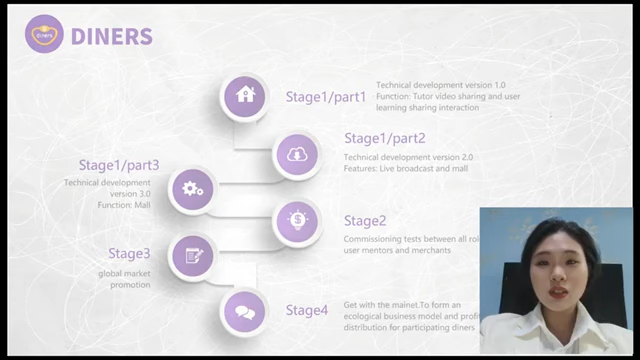 DINERS
Stage1/part1
Technical development version 1.0
Function: Tutor video sharing and user
learning sharing interaction
Stage1/part2
Technical development version 2.0
Features: Live broadcast and mall
Stage1/part3
Technical development
version 3.0
Function: Mall
Stage2
Commissioning tests between all
user mentors and merchants
Stage3
global market
promotion
Stage4
Get with the mainet.To form an
ecological business model and
distribution for participating diners